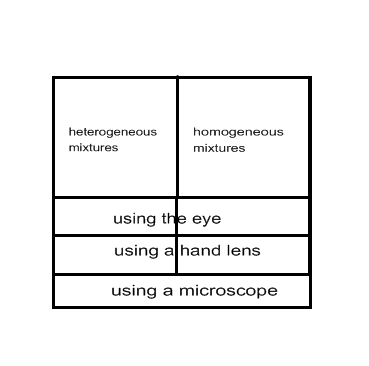 heterogeneous
mixtures
homogeneous
mixtures
using the eye
using a hand lens
using a microscope